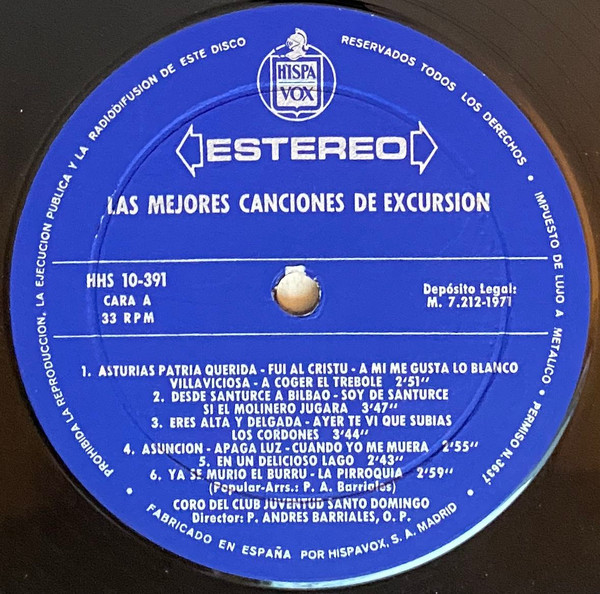 HISPA
VOX
ESTEREO
LAS MEJORES CANCIONES DE EXCURSION
HHS 10-391
CARA A
33 RPM
Depósito Legal:
M. 7.212-1971
1. ASTURIAS PATRIA QUERIDA - FUI AL CRISTU - A MI ME GUSTA LO BLANCO
VILLAVICIOSA - A COGER EL TREBOLE 2'51"
2. DESDE SANTURCE A BILBAO - SOY DE SANTURCE
SI EL MOLINERO JUGARA 3'47"
3. ERES ALTA Y DELGADA - AYER TE VI QUE SUBIAS
LOS CORDONES 3'44"
4. ASUNCION - APAGA LUZ - CUANDO YO ME MUERA 2'55"
5. EN UN DELICIOSO LAGO 2'43"
6. YA SE MURIO EL BURRU - LA PIRROQUIA 2'59"
(Popular-Arrs.: P. A. Barriales)
CORO DEL CLUB JUVENTUD SANTO DOMINGO
Director: P. ANDRES BARRIALES, O. P.
PROHIBIDA LA REPRODUCCION, LA EJECUCION PUBLICA Y LA RADIODIFUSION DE ESTE DISCO
RESERVADOS TODOS LOS DERECHOS • IMPUESTO DE LUJO A METALICO • PERMISO N.3637
• FABRICADO EN ESPAÑA POR HISPAVOX, S. A. MADRID •